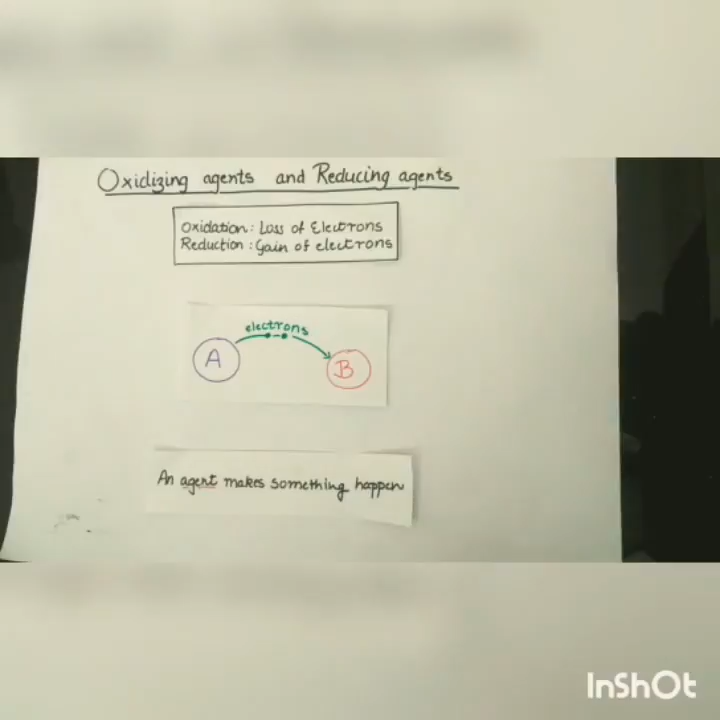 Oxidizing agents and Reducing agents
Oxidation: Loss of Electrons
Reduction: Gain of electrons
electrons
A
B
An agent makes something happen
InShOt